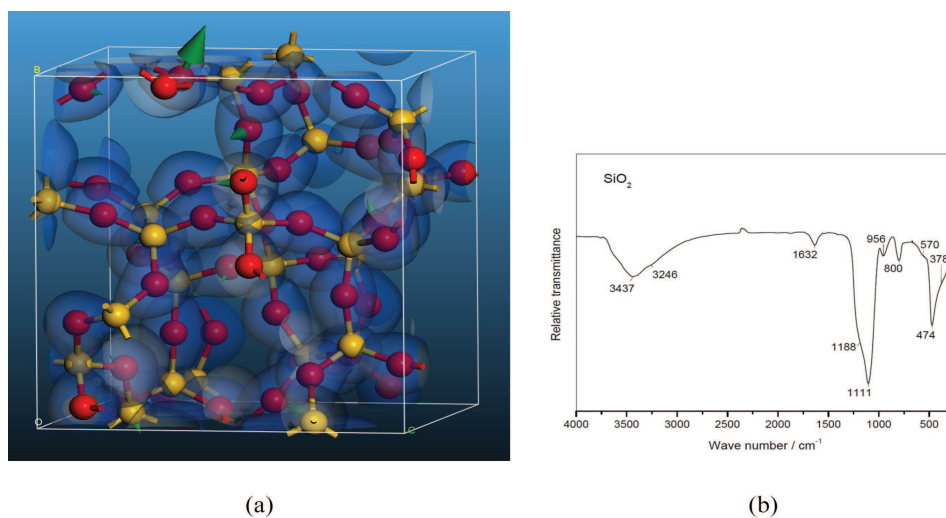 B
O
C
SiO2
Relative transmittance
3437
3246
1632
1188
1111
956
800
570
378
474
4000 3500 3000 2500 2000 1500 1000 500
Wave number / cm-1
(a) (b)